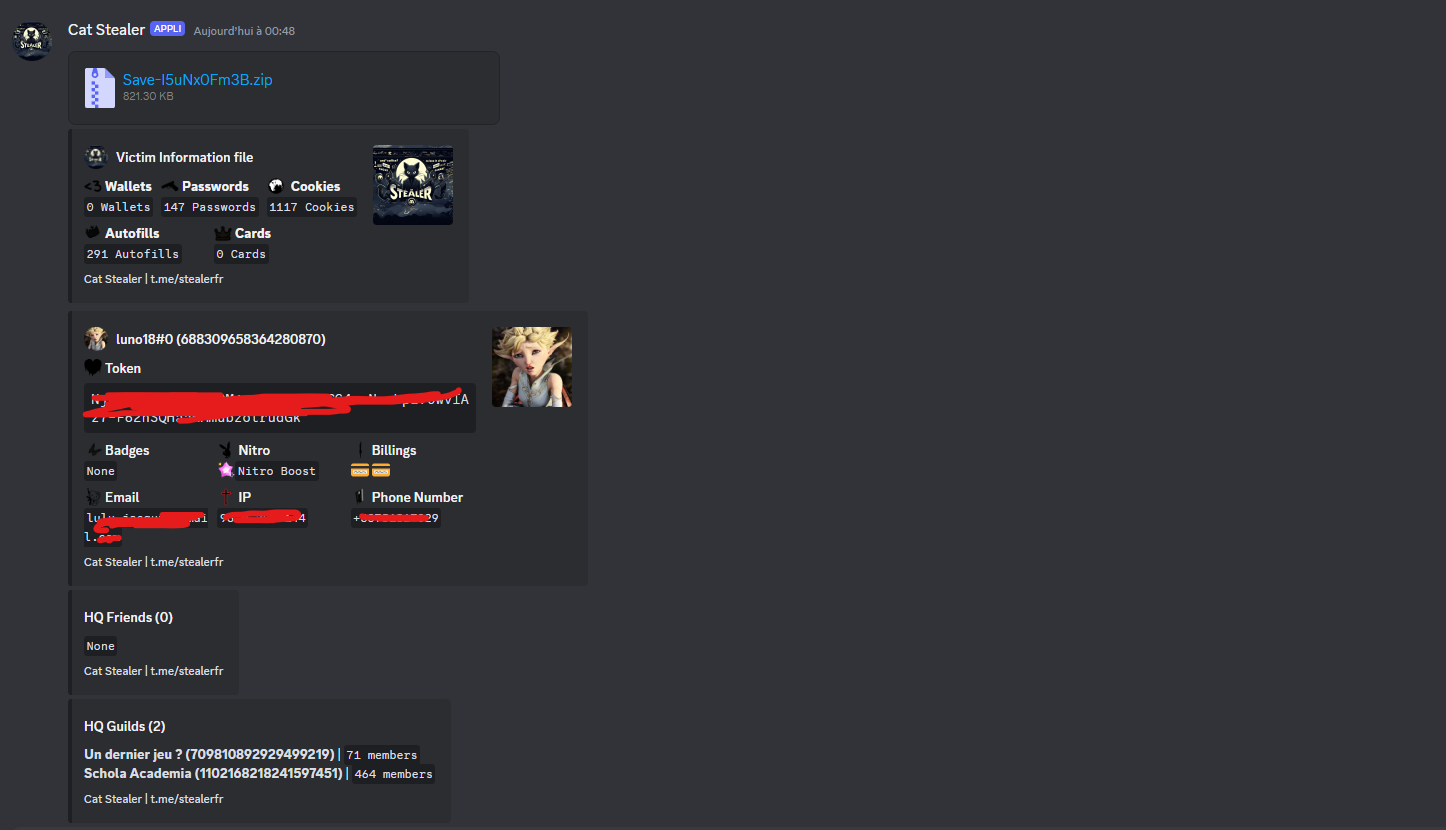 Cat Stealer APPLI Aujourd'hui à 00:48
Save-I5uNx0Fm3B.zip
821.30 KB
Victim Information file
<3 Wallets Passwords Cookies
0 Wallets 147 Passwords 1117 Cookies
Autofills Cards
291 Autofills 0 Cards
STEALER
Cat Stealer | t.me/stealerfr
luno18#0 (688309658364280870)
Token
Badges Nitro Billings
None Nitro Boost
Email IP Phone Number
Cat Stealer | t.me/stealerfr
HQ Friends (0)
None
Cat Stealer | t.me/stealerfr
HQ Guilds (2)
Un dernier jeu ? (709810892929499219) | 71 members
Schola Academia (1102168218241597451) | 464 members
Cat Stealer | t.me/stealerfr